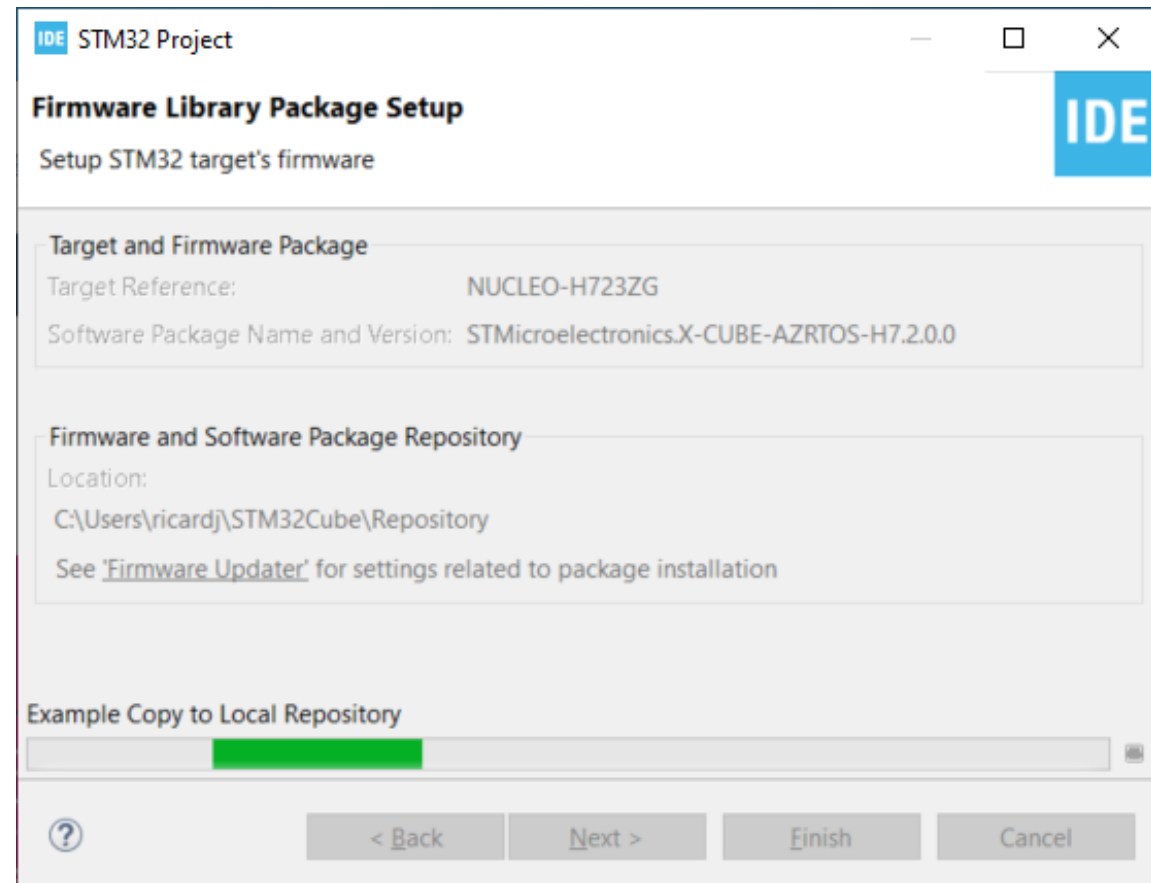 IDE STM32 Project
Firmware Library Package Setup
IDE
Setup STM32 target's firmware
Target and Firmware Package
Target Reference: NUCLEO-H723ZG
Software Package Name and Version: STMicroelectronics.X-CUBE-AZRTOS-H7.2.0.0
Firmware and Software Package Repository
Location:
C:\Users\ricardj\STM32Cube\Repository
See 'Firmware Updater' for settings related to package installation
Example Copy to Local Repository
? < Back Next > Finish Cancel